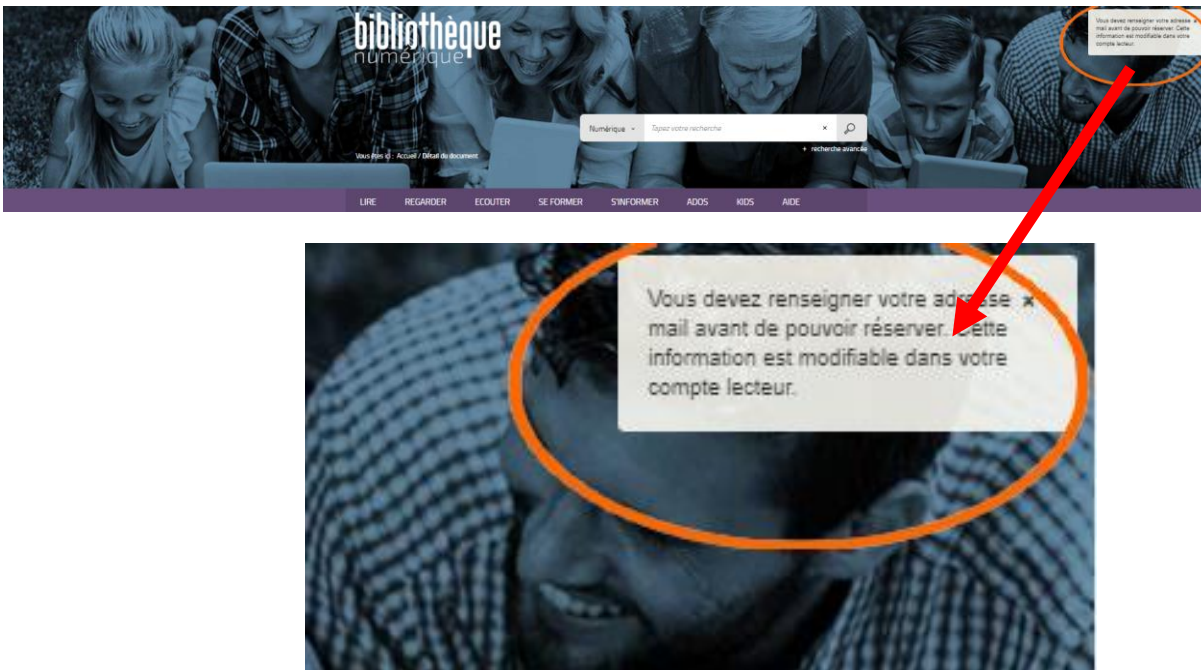 bibliothèque
numérique
Vous devez renseigner votre adresse ×
mail avant de pouvoir réserver. Cette
information est modifiable dans votre
compte lecteur.
Numérique Tapez votre recherche ×
+ recherche avancée
Vous êtes ici : Accueil / Détail du document
LIRE REGARDER ECOUTER SE FORMER S'INFORMER ADOS KIDS AIDE
Vous devez renseigner votre adresse ×
mail avant de pouvoir réserver. Cette
information est modifiable dans votre
compte lecteur.